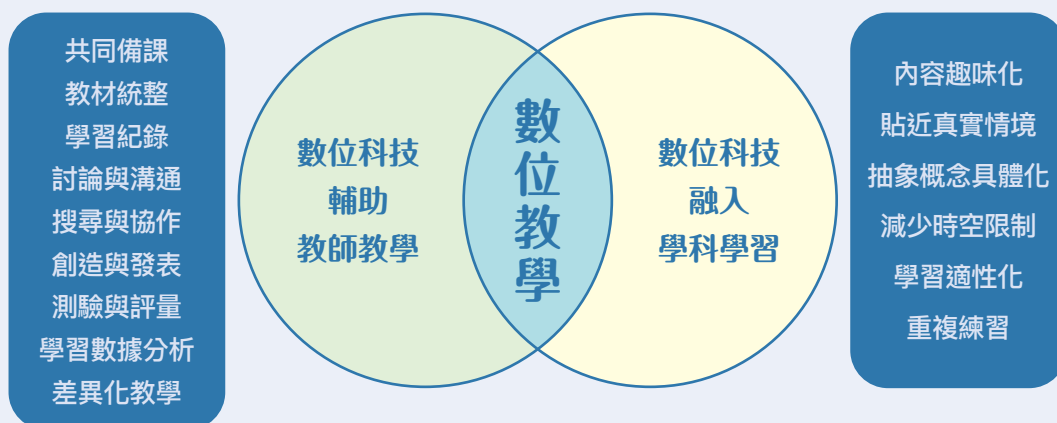 共同備課
教材統整
學習紀錄
討論與溝通
搜尋與協作
創造與發表
測驗與評量
學習數據分析
差異化教學
數位科技
輔助
教師教學
數位教學
數位科技
融入
學科學習
內容趣味化
貼近真實情境
抽象概念具體化
減少時空限制
學習適性化
重複練習